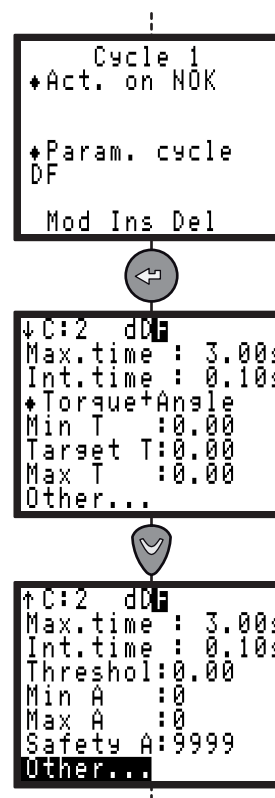 Cycle 1
♦Act. on NOK
♦Param. cycle
DF
Mod Ins Del
↓C:2 dDF
Max.time : 3.00s
Int.time : 0.10s
♦Torque+Angle
Min T :0.00
Target T:0.00
Max T :0.00
Other...
↑C:2 dDF
Max.time : 3.00s
Int.time : 0.10s
Threshol:0.00
Min A :0
Max A :0
Safety A:9999
Other...